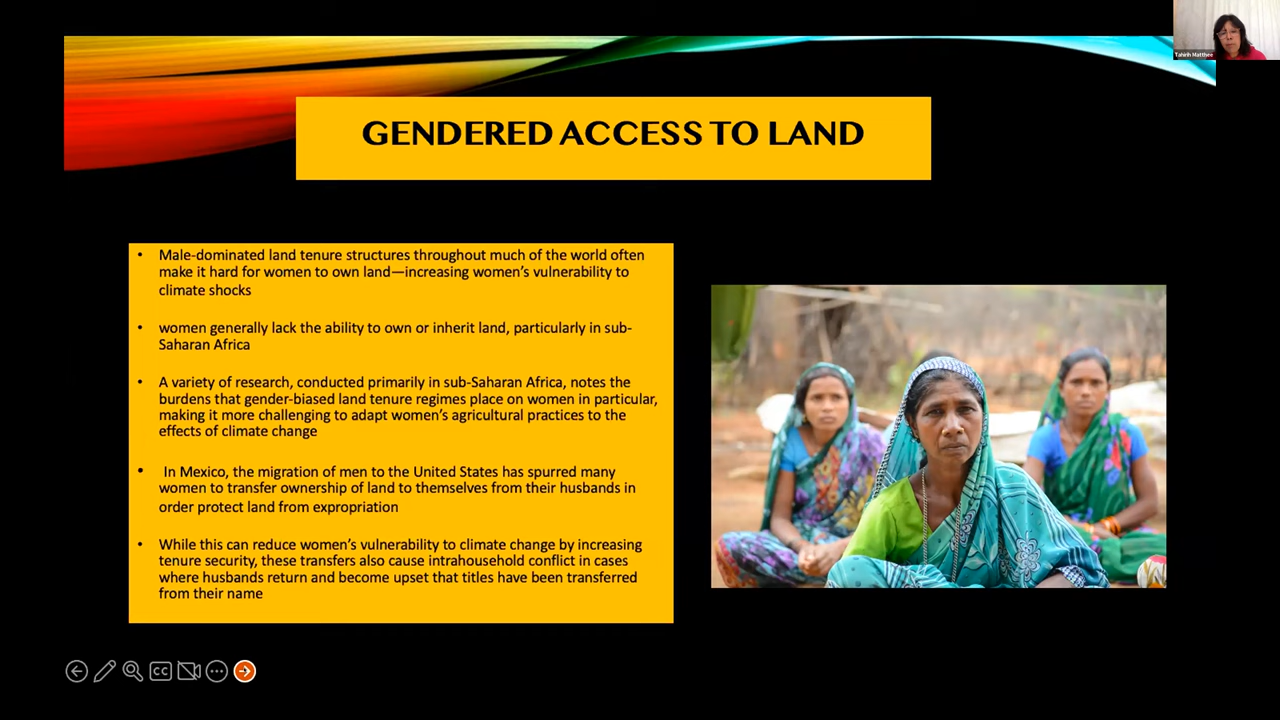 Tahirih Matthee
GENDERED ACCESS TO LAND
• Male-dominated land tenure structures throughout much of the world often
make it hard for women to own land—increasing women’s vulnerability to
climate shocks
• women generally lack the ability to own or inherit land, particularly in sub-
Saharan Africa
• A variety of research, conducted primarily in sub-Saharan Africa, notes the
burdens that gender-biased land tenure regimes place on women in particular,
making it more challenging to adapt women’s agricultural practices to the
effects of climate change
• In Mexico, the migration of men to the United States has spurred many
women to transfer ownership of land to themselves from their husbands in
order protect land from expropriation
• While this can reduce women’s vulnerability to climate change by increasing
tenure security, these transfers also cause intrahousehold conflict in cases
where husbands return and become upset that titles have been transferred
from their name
CC